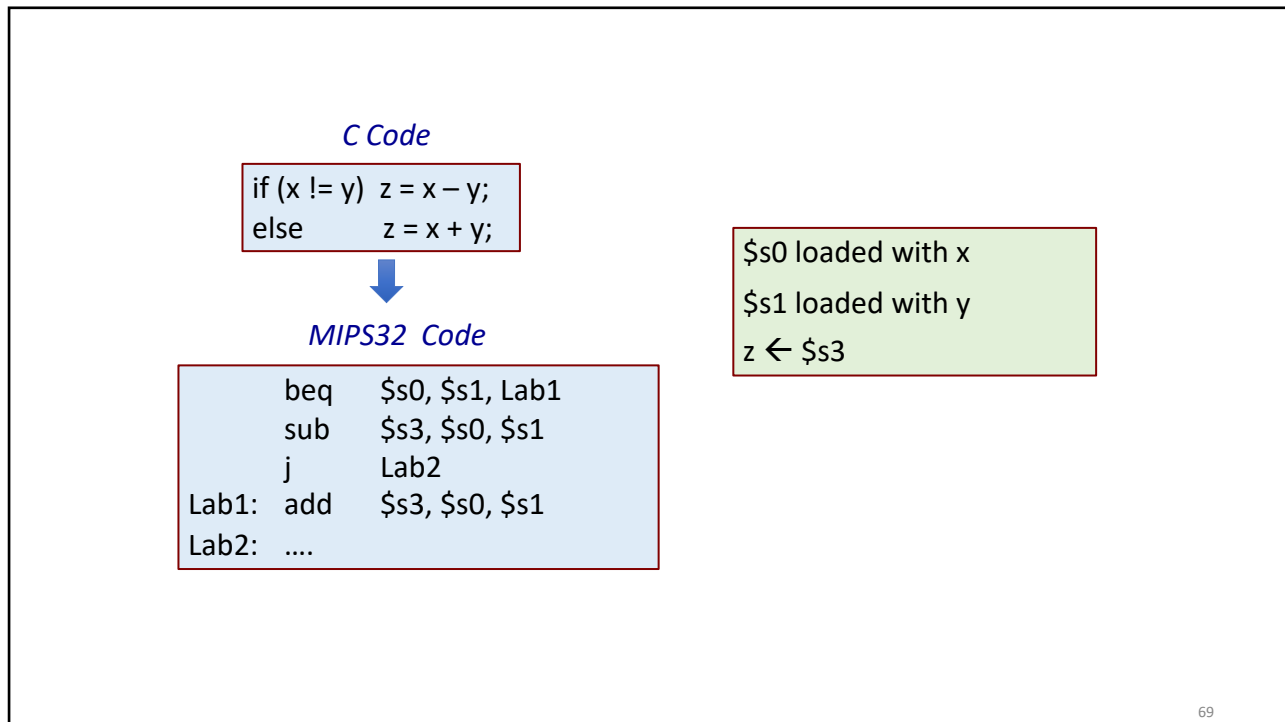 C Code
if (x != y)  z = x – y;
else          z = x + y;
MIPS32  Code
beq     $s0, $s1, Lab1
sub     $s3, $s0, $s1
j          Lab2
Lab1:   add     $s3, $s0, $s1
Lab2:   ….
$s0 loaded with x
$s1 loaded with y
z ← $s3
69